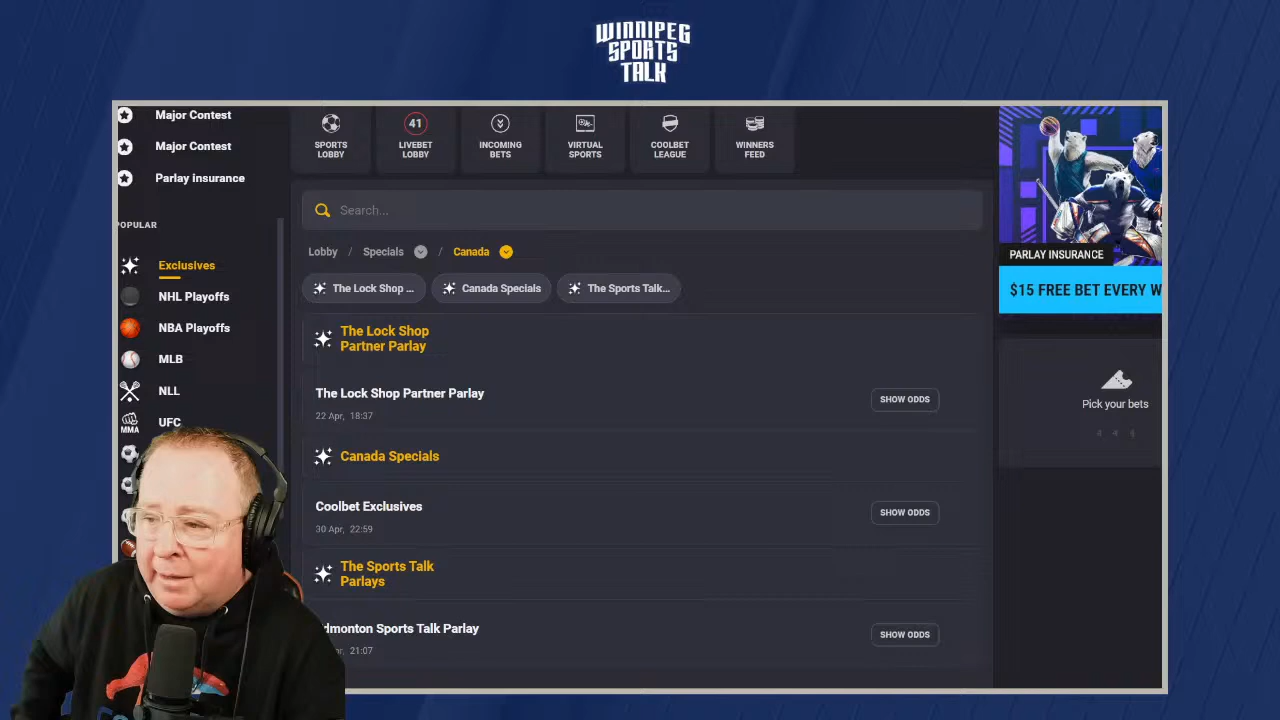 WINNIPEG
SPORTS
TALK
Major Contest
Major Contest
Parlay insurance
POPULAR
Exclusives
NHL Playoffs
NBA Playoffs
MLB
NLL
MMA
UFC
SPORTS
LOBBY
41
LIVEBET
LOBBY
INCOMING
BETS
VIRTUAL
SPORTS
COOLBET
LEAGUE
WINNERS
FEED
Search...
Lobby / Specials / Canada
The Lock Shop ...
Canada Specials
The Sports Talk...
The Lock Shop
Partner Parlay
The Lock Shop Partner Parlay
22 Apr, 18:37
SHOW ODDS
Canada Specials
Coolbet Exclusives
30 Apr, 22:59
SHOW ODDS
The Sports Talk
Parlays
dmonton Sports Talk Parlay
21:07
SHOW ODDS
PARLAY INSURANCE
$15 FREE BET EVERY W
Pick your bets